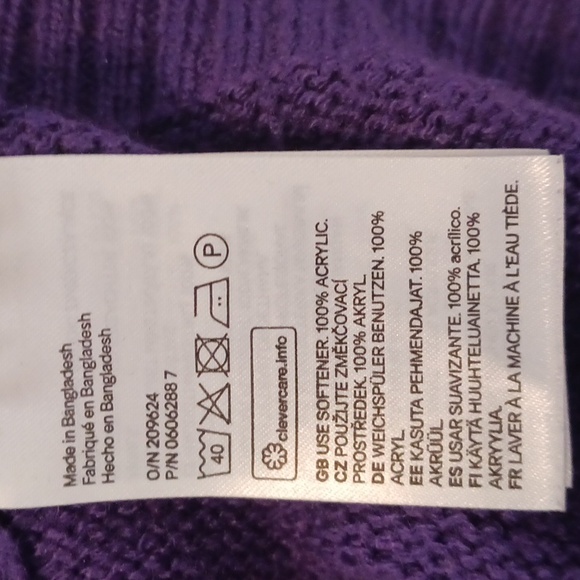 Made in Bangladesh
Fabriqué en Bangladesh
Hecho en Bangladesh
O/N 209624
P/N 0606288 7
40
P
clevercare.info
GB USE SOFTENER. 100% ACRYLIC.
CZ POUŽIJTE ZMĚKČOVACÍ
PROSTŘEDEK. 100% AKRYL.
DE WEICHSPÜLER BENUTZEN. 100%
ACRYL
EE KASUTA PEHMENDAJAT. 100%
AKRÜÜL
ES USAR SUAVIZANTE. 100% acrílico.
FI KÄYTÄ HUUHTELUAINETTA, 100%
AKRYYLIA.
FR LAVER À LA MACHINE À L'EAU TIÈDE.